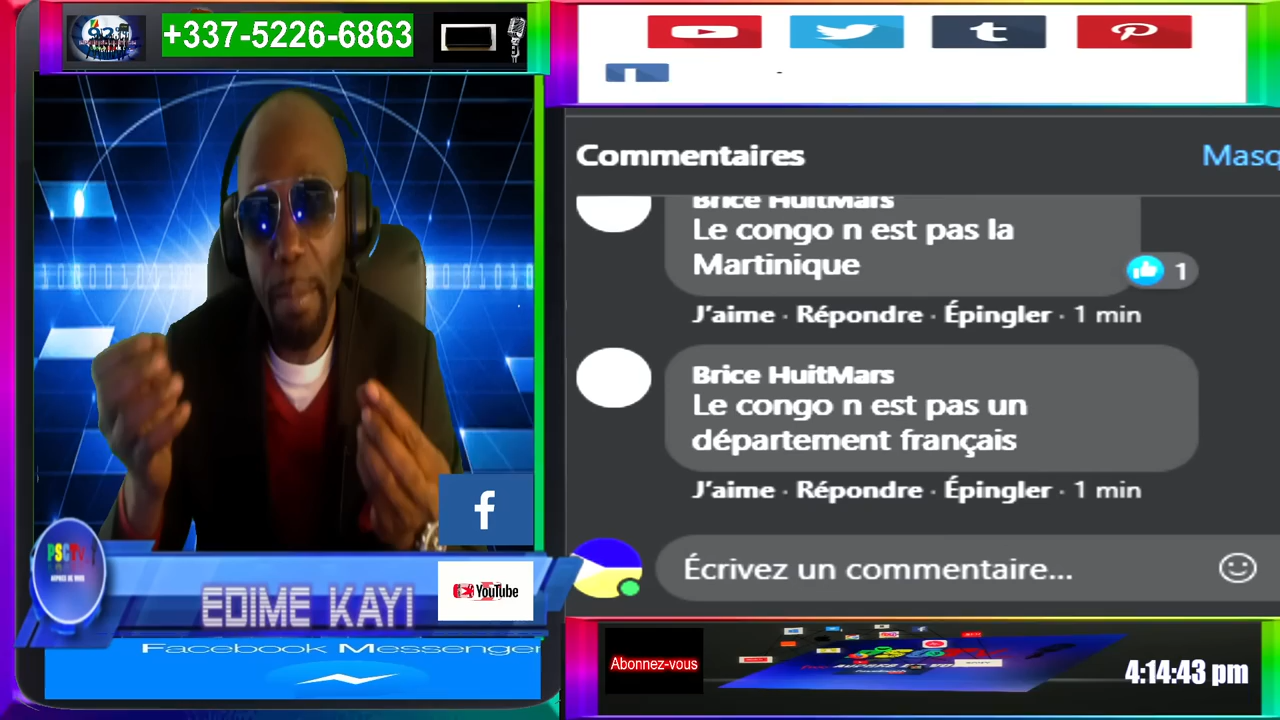 +337-5226-6863
EDIME KAYI
YouTube
Facebook Messenger
Commentaires
Masq
Brice HuitMars
Le congo n est pas la
Martinique
1
J'aime · Répondre · Épingler · 1 min
Brice HuitMars
Le congo n est pas un
département français
J'aime · Répondre · Épingler · 1 min
Écrivez un commentaire...
Abonnez-vous
4:14:43 pm